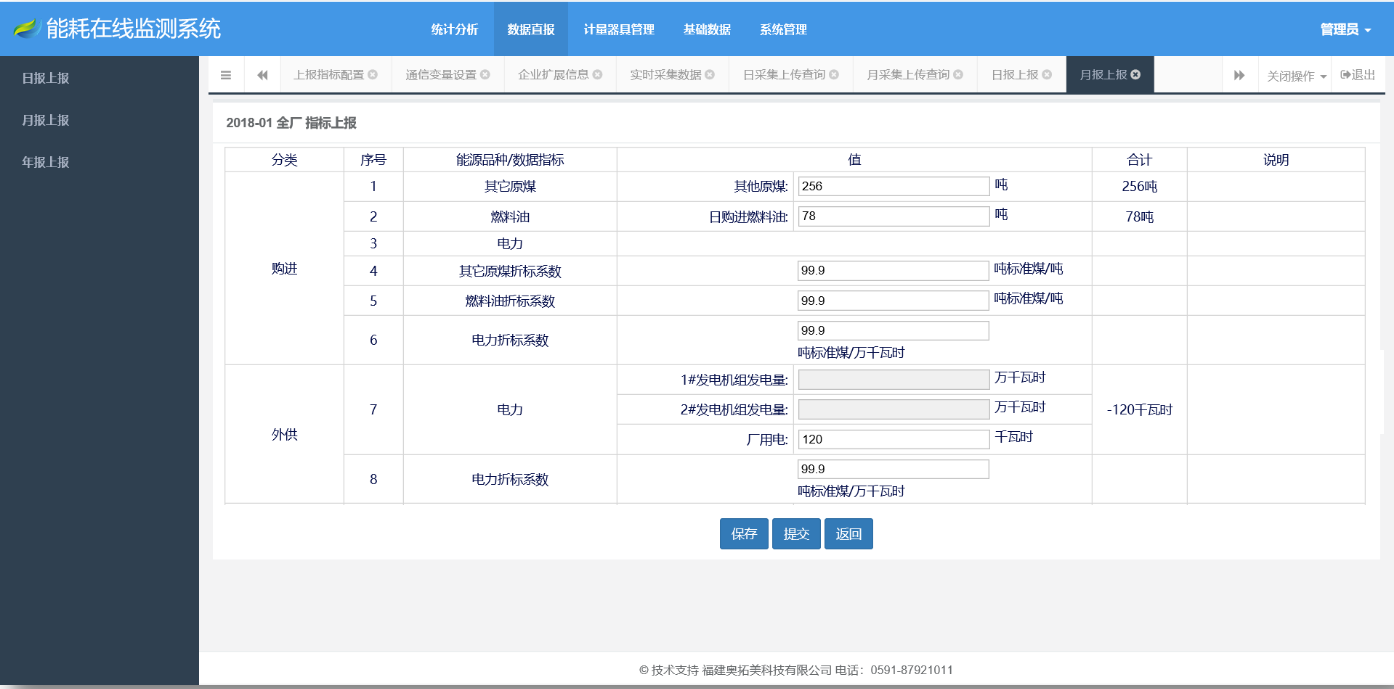 能耗在线监测系统
统计分析 数据直报 计量器具管理 基础数据 系统管理 管理员
日报上报
月报上报
年报上报
上报指标配置 通信变量设置 企业扩展信息 实时采集数据 日采集上传查询 月采集上传查询 日报上报 月报上报 关闭操作 退出
2018-01 全厂 指标上报
分类 序号 能源品种/数据指标 值 合计 说明
购进
1 其它原煤 其他原煤: 256 吨 256吨
2 燃料油 日购进燃料油: 78 吨 78吨
3 电力
4 其它原煤折标系数 99.9 吨标准煤/吨
5 燃料油折标系数 99.9 吨标准煤/吨
6 电力折标系数 99.9
吨标准煤/万千瓦时
外供
7 电力 1#发电机组发电量: 万千瓦时
2#发电机组发电量: 万千瓦时 -120千瓦时
厂用电: 120 千瓦时
8 电力折标系数 99.9
吨标准煤/万千瓦时
保存 提交 返回
© 技术支持 福建奥拓美科技有限公司 电话：0591-87921011